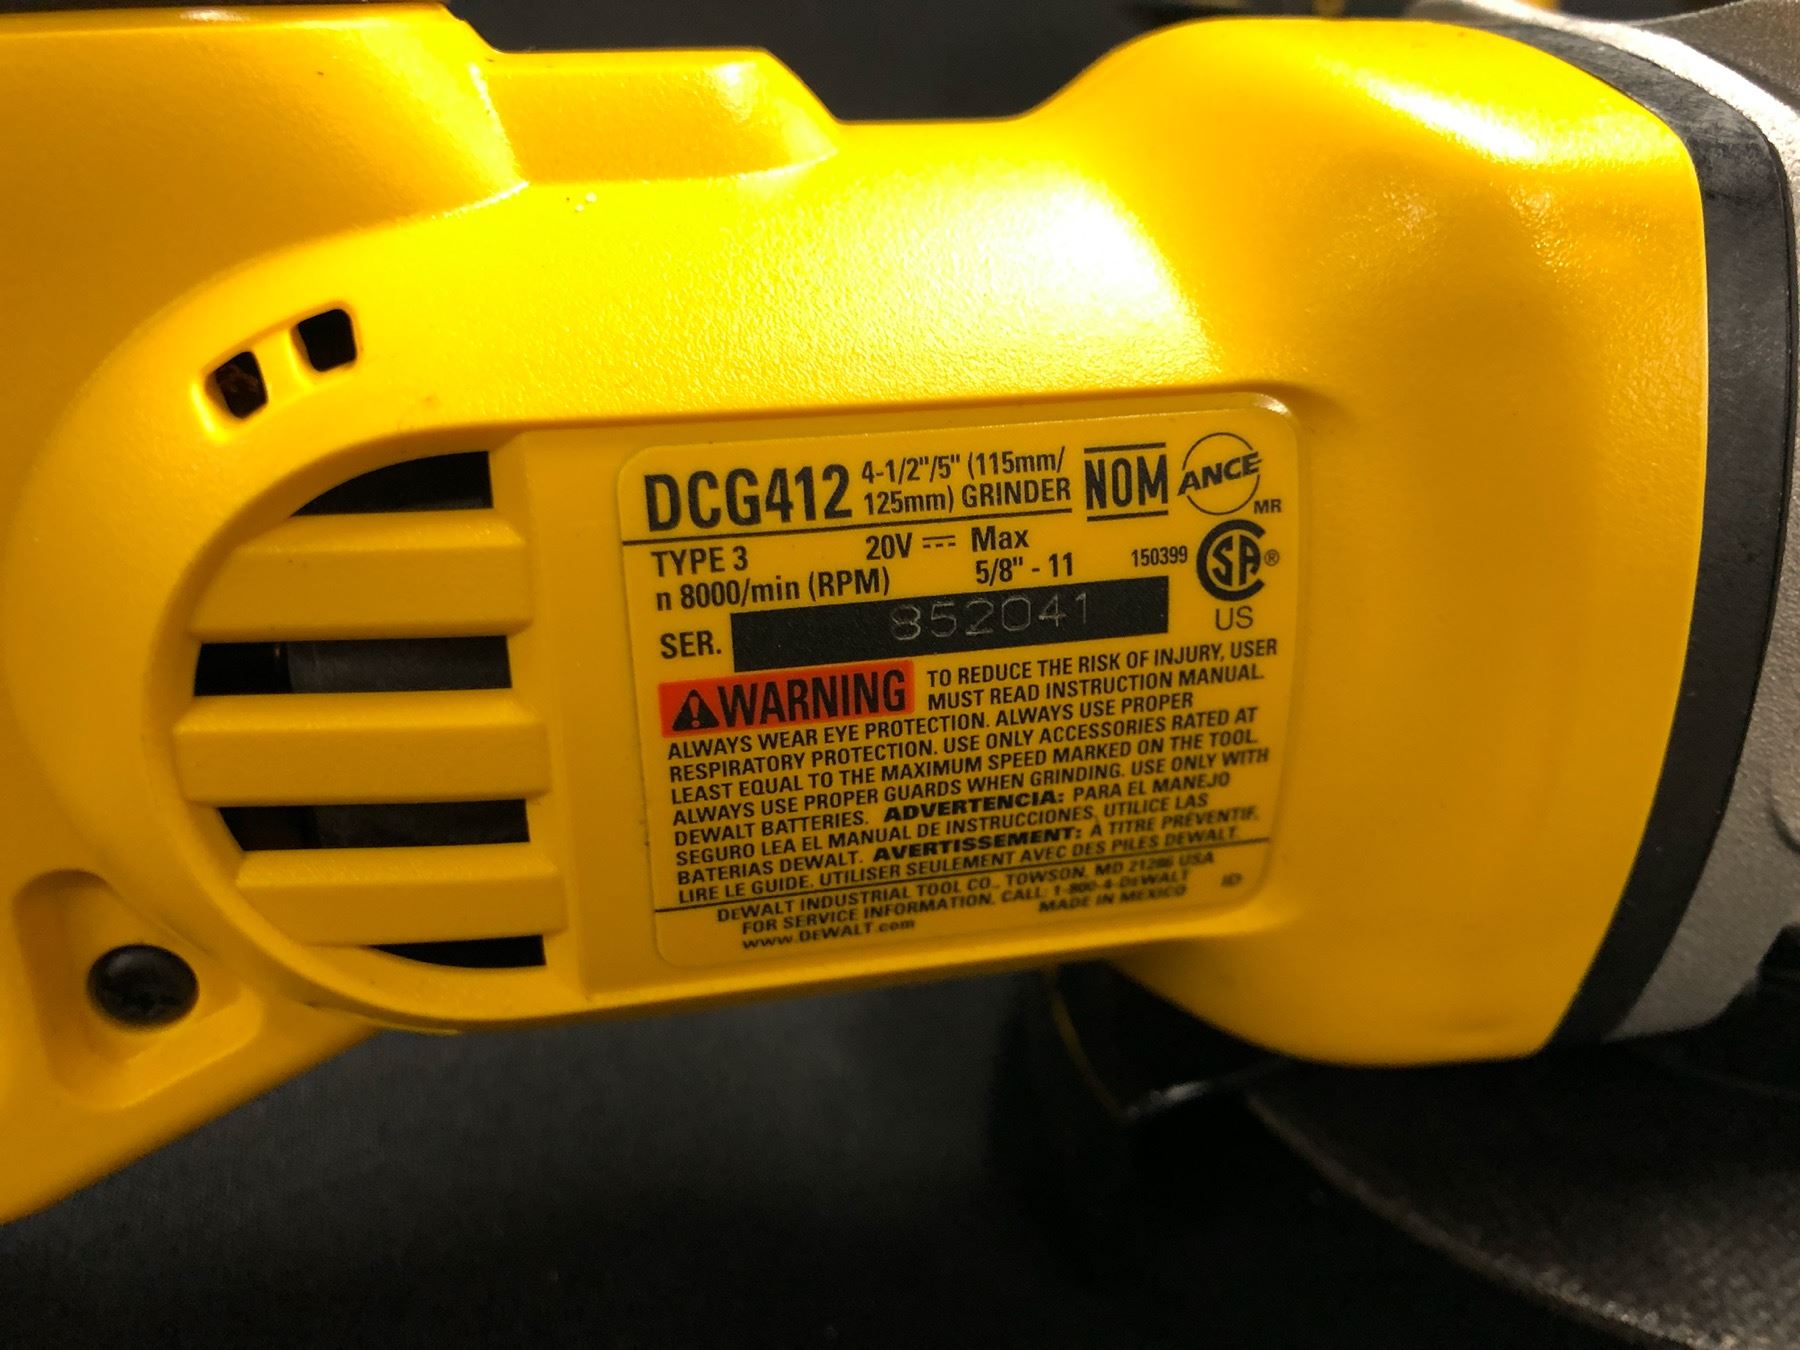 DCG412 4-1/2"/5" (115mm/
125mm) GRINDER
NOM
ANCE
MR
TYPE 3
20V ⎓ Max
n 8000/min (RPM)
5/8" - 11
150399
CSA®
US
SER. 852041
⚠WARNING TO REDUCE THE RISK OF INJURY, USER
MUST READ INSTRUCTION MANUAL.
ALWAYS WEAR EYE PROTECTION. ALWAYS USE PROPER
RESPIRATORY PROTECTION. USE ONLY ACCESSORIES RATED AT
LEAST EQUAL TO THE MAXIMUM SPEED MARKED ON THE TOOL.
ALWAYS USE PROPER GUARDS WHEN GRINDING. USE ONLY WITH
DEWALT BATTERIES. ADVERTENCIA: PARA EL MANEJO
SEGURO LEA EL MANUAL DE INSTRUCCIONES, UTILICE LAS
BATERIAS DEWALT. AVERTISSEMENT: À TITRE PRÉVENTIF,
LIRE LE GUIDE. UTILISER SEULEMENT AVEC DES PILES DEWALT.
DEWALT INDUSTRIAL TOOL CO., TOWSON, MD 21286 USA
FOR SERVICE INFORMATION, CALL: 1-800-4-DEWALT
www.DEWALT.com MADE IN MEXICO